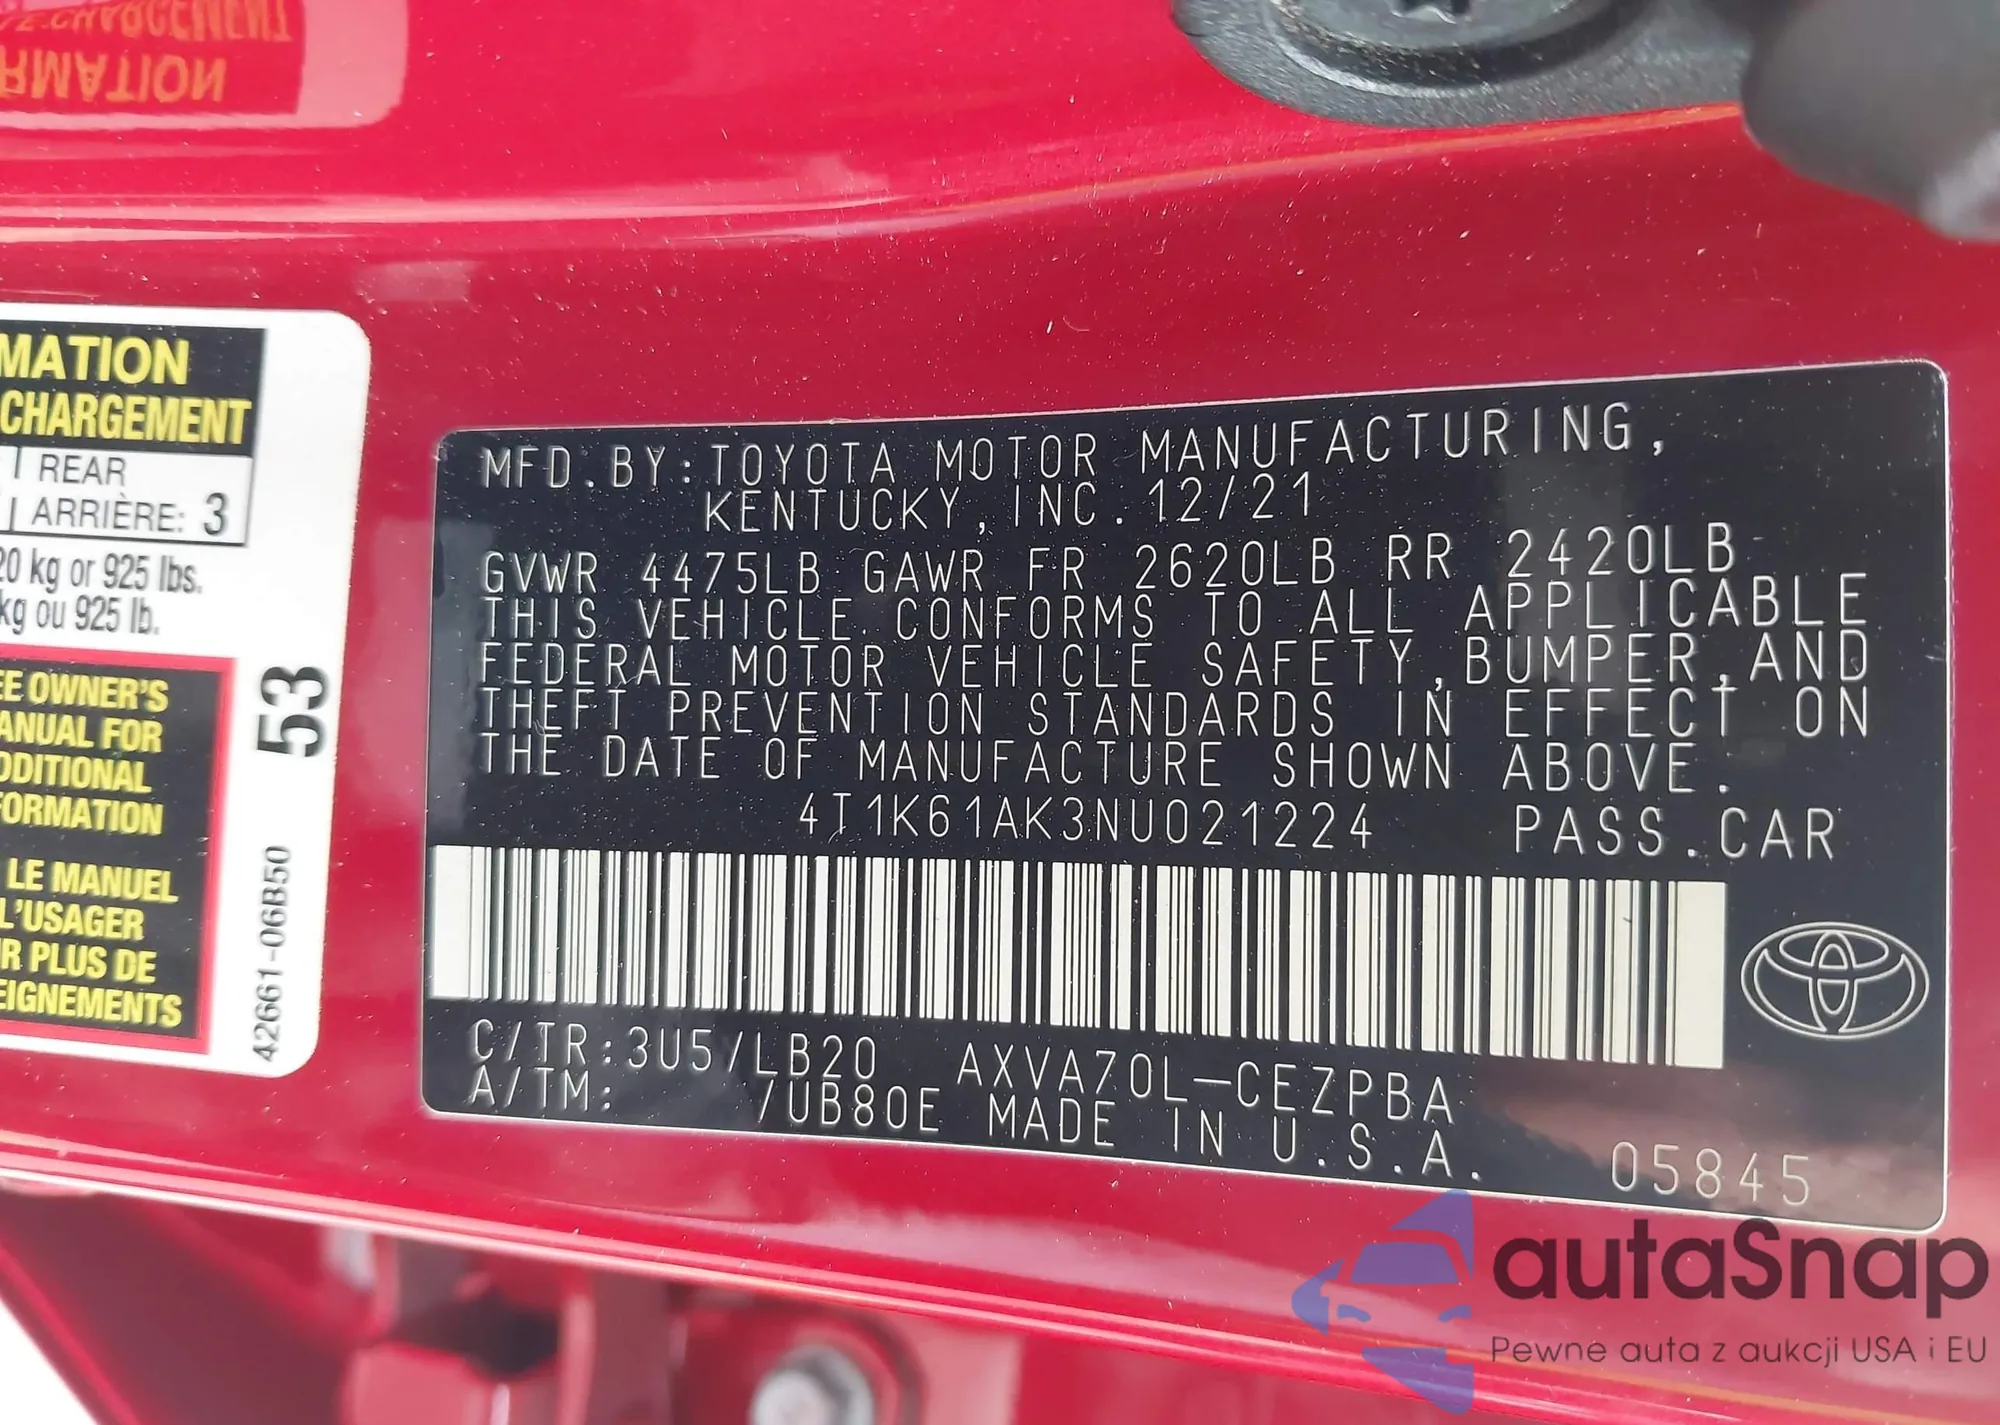 E CHARGEMENT
RMATION
MATION
CHARGEMENT
REAR
ARRIÈRE: 3
20 kg or 925 lbs.
kg ou 925 lb.
EE OWNER'S
ANUAL FOR
DDITIONAL
FORMATION
LE MANUEL
L'USAGER
R PLUS DE
EIGNEMENTS
53
42661-06B50
MFD.BY:TOYOTA MOTOR MANUFACTURING,
KENTUCKY,INC.12/21
GVWR 4475LB GAWR FR 2620LB RR 2420LB
THIS VEHICLE CONFORMS TO ALL APPLICABLE
FEDERAL MOTOR VEHICLE SAFETY,BUMPER,AND
THEFT PREVENTION STANDARDS IN EFFECT ON
THE DATE OF MANUFACTURE SHOWN ABOVE.
4T1K61AK3NU021224 PASS.CAR
C/TR:3U5/LB20 AXVA70L-CEZPBA
A/TM: /UB80E MADE IN U.S.A.
05845
autaSnap
Pewne auta z aukcji USA i EU